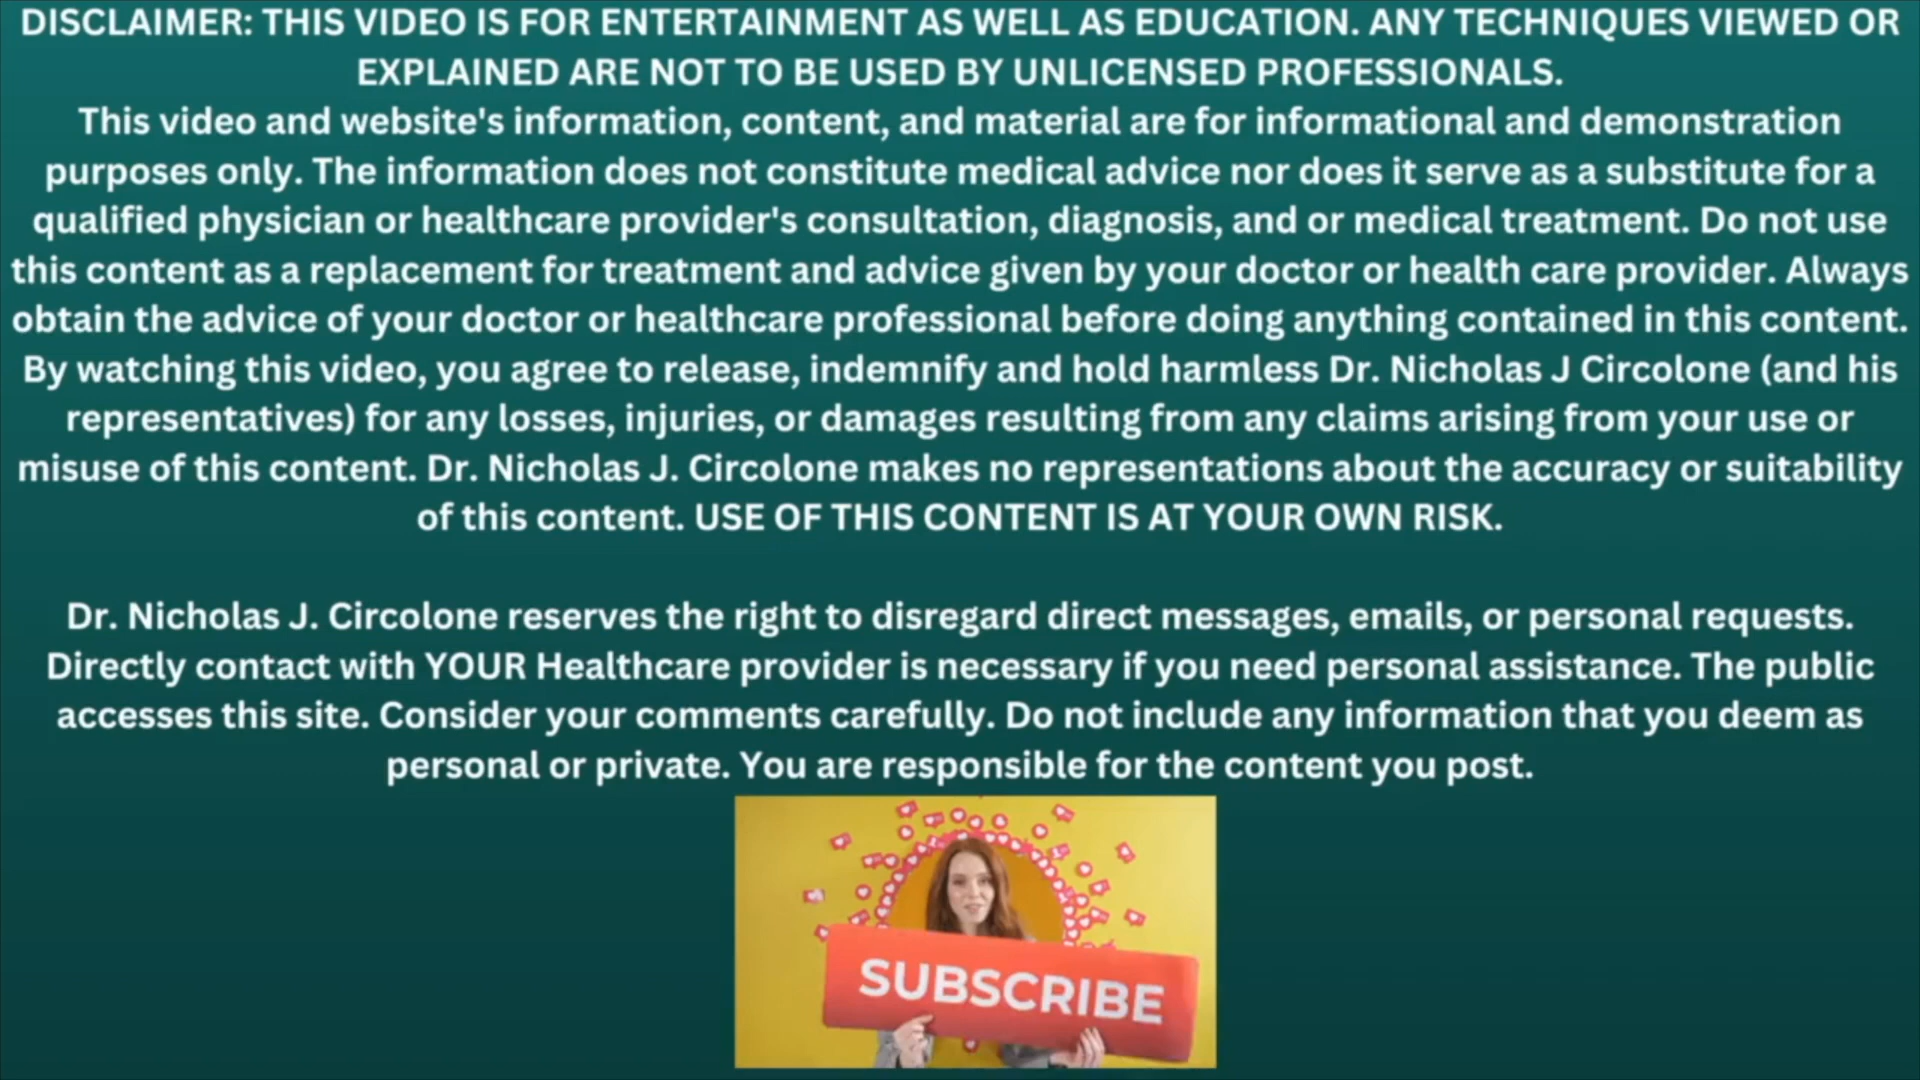 DISCLAIMER: THIS VIDEO IS FOR ENTERTAINMENT AS WELL AS EDUCATION. ANY TECHNIQUES VIEWED OR
EXPLAINED ARE NOT TO BE USED BY UNLICENSED PROFESSIONALS.
This video and website's information, content, and material are for informational and demonstration
purposes only. The information does not constitute medical advice nor does it serve as a substitute for a
qualified physician or healthcare provider's consultation, diagnosis, and or medical treatment. Do not use
this content as a replacement for treatment and advice given by your doctor or health care provider. Always
obtain the advice of your doctor or healthcare professional before doing anything contained in this content.
By watching this video, you agree to release, indemnify and hold harmless Dr. Nicholas J Circolone (and his
representatives) for any losses, injuries, or damages resulting from any claims arising from your use or
misuse of this content. Dr. Nicholas J. Circolone makes no representations about the accuracy or suitability
of this content. USE OF THIS CONTENT IS AT YOUR OWN RISK.
Dr. Nicholas J. Circolone reserves the right to disregard direct messages, emails, or personal requests.
Directly contact with YOUR Healthcare provider is necessary if you need personal assistance. The public
accesses this site. Consider your comments carefully. Do not include any information that you deem as
personal or private. You are responsible for the content you post.
SUBSCRIBE